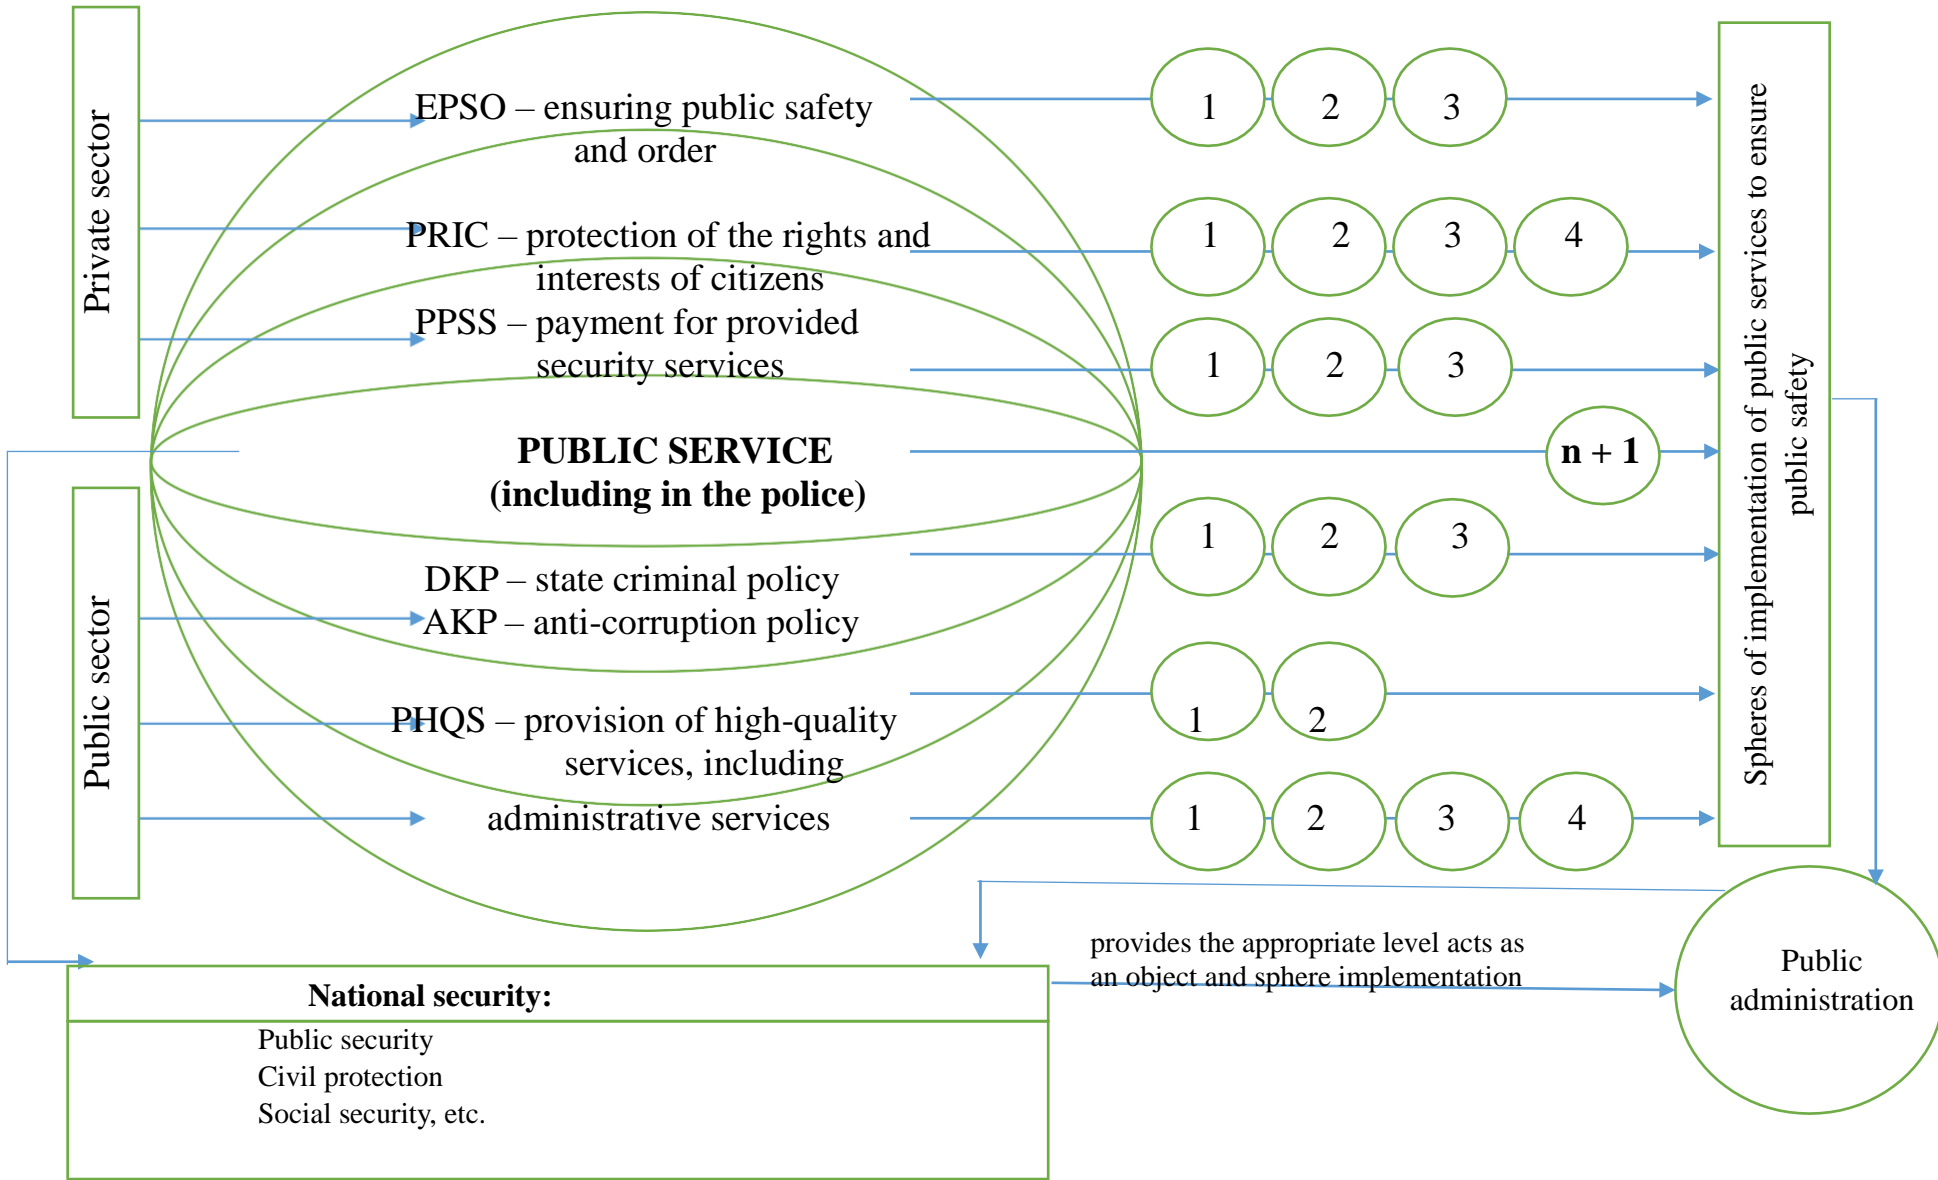 Private sector
EPSO – ensuring public safety
and order
1 2 3
PRIC – protection of the rights and
interests of citizens
1 2 3 4
PPSS – payment for provided
security services
1 2 3
PUBLIC SERVICE
(including in the police)
n + 1
Public sector
DKP – state criminal policy
AKP – anti-corruption policy
1 2 3
PHQS – provision of high-quality
services, including
1 2
administrative services
1 2 3 4
Spheres of implementation of public services to ensure
public safety
provides the appropriate level acts as
an object and sphere implementation
Public
administration
National security:
Public security
Civil protection
Social security, etc.